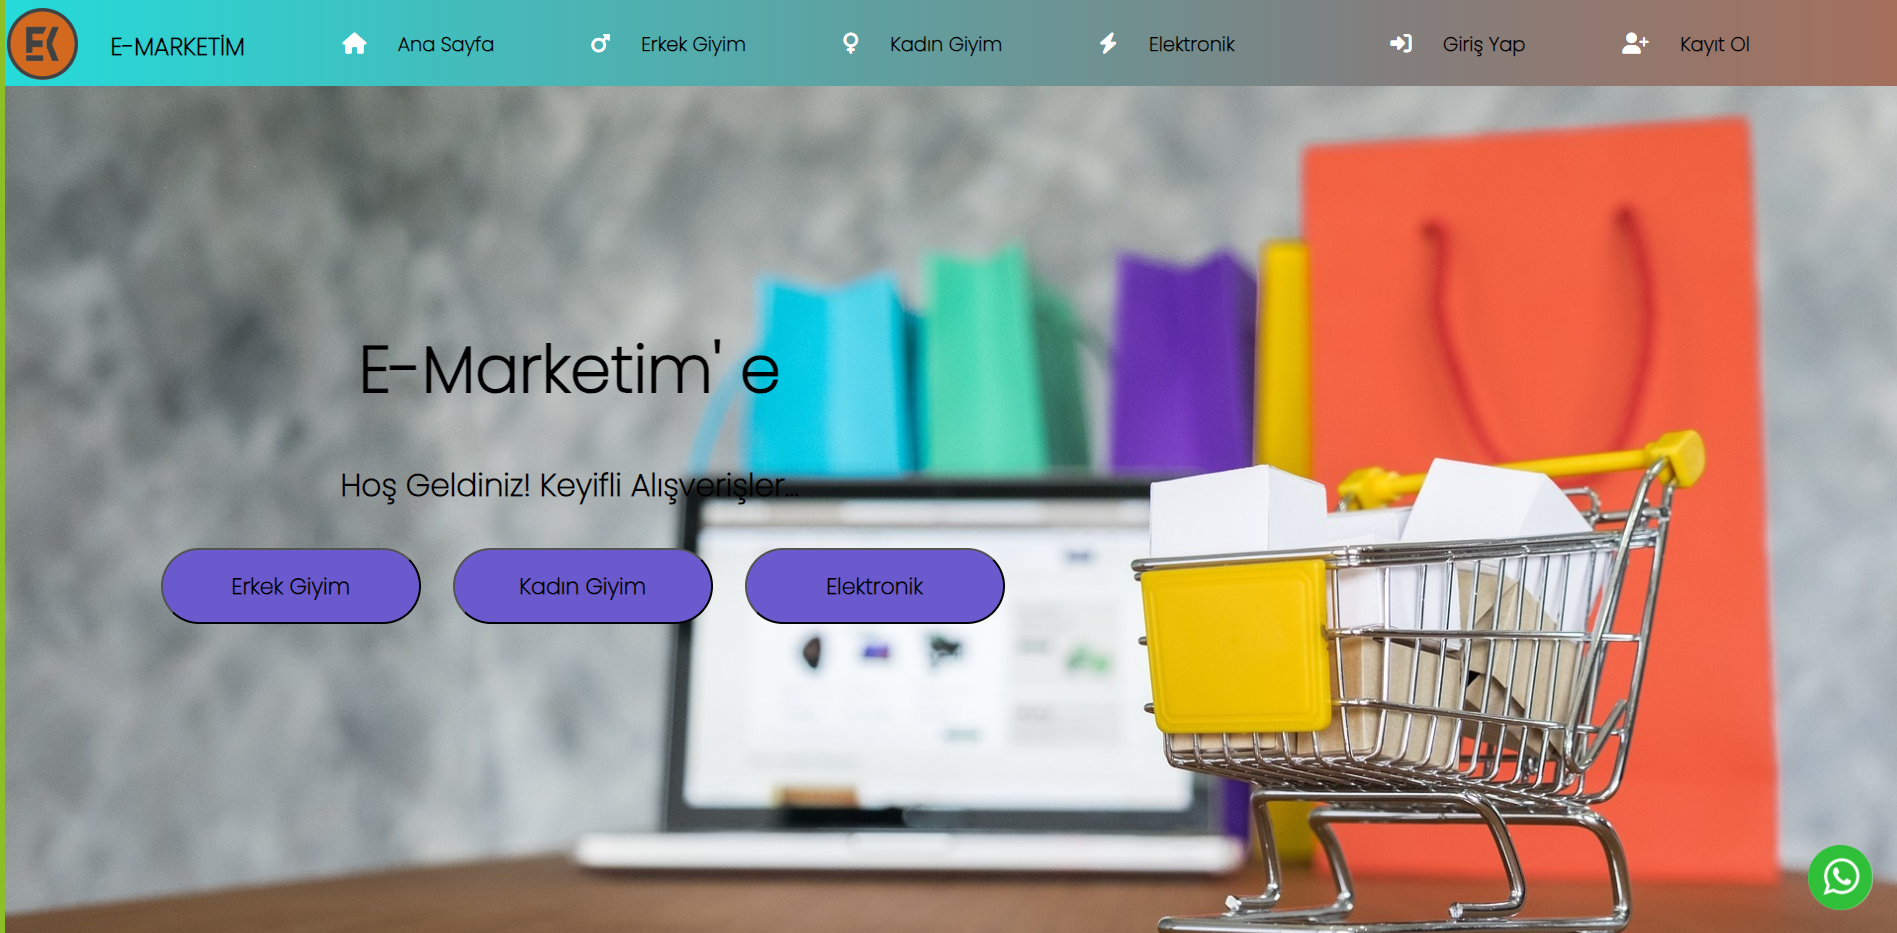 EK
E-MARKETİM
Ana Sayfa
Erkek Giyim
Kadın Giyim
Elektronik
Giriş Yap
Kayıt Ol
E-Marketim' e
Hoş Geldiniz! Keyifli Alışverişler...
Erkek Giyim
Kadın Giyim
Elektronik